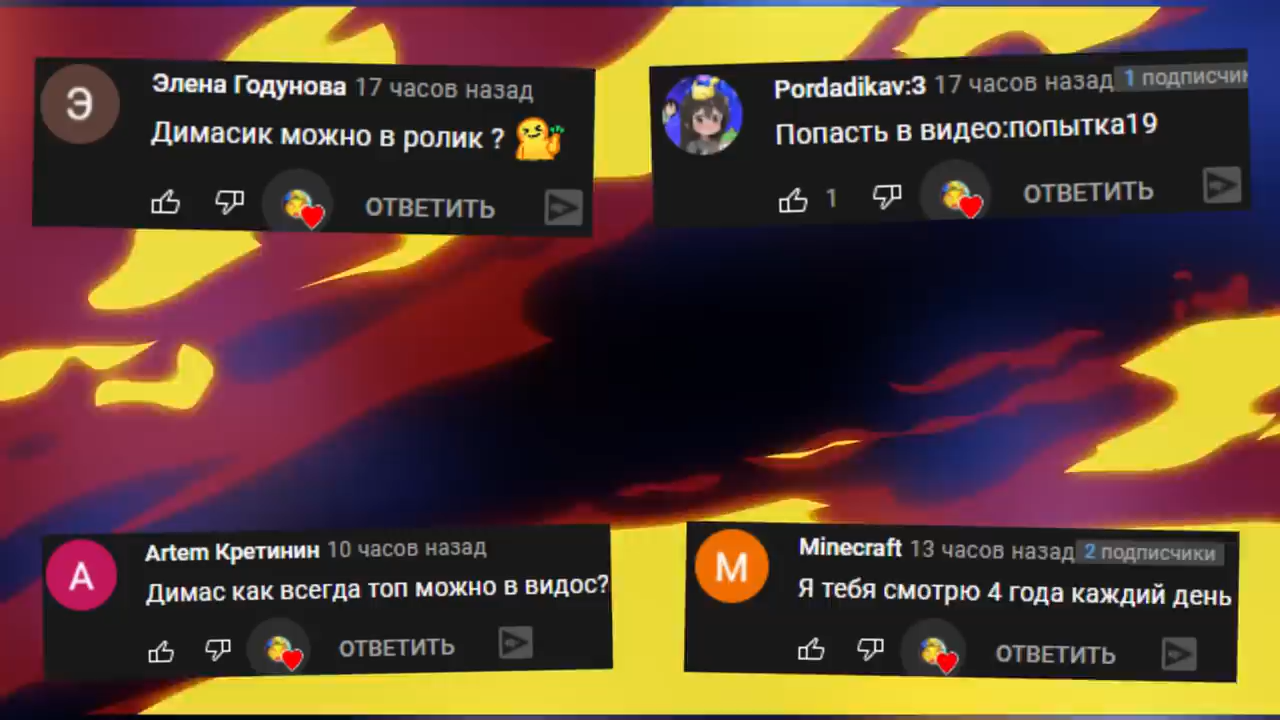 Э
Элена Годунова 17 часов назад
Димасик можно в ролик ?
ОТВЕТИТЬ
Pordadikav:3 17 часов назад 1 подписчик
Попасть в видео:попытка19
1
ОТВЕТИТЬ
A
Artem Кретинин 10 часов назад
Димас как всегда топ можно в видос?
ОТВЕТИТЬ
M
Minecraft 13 часов назад 2 подписчики
Я тебя смотрю 4 года каждий день
ОТВЕТИТЬ